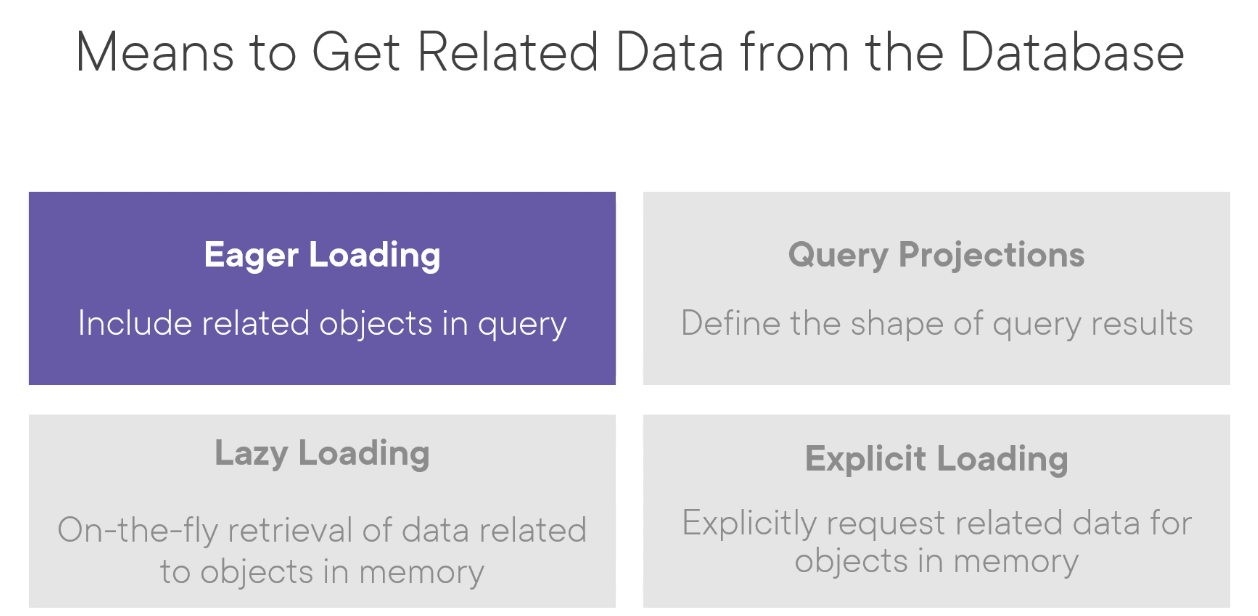 Means to Get Related Data from the Database
Eager Loading
Include related objects in query
Query Projections
Define the shape of query results
Lazy Loading
On-the-fly retrieval of data related
to objects in memory
Explicit Loading
Explicitly request related data for
objects in memory